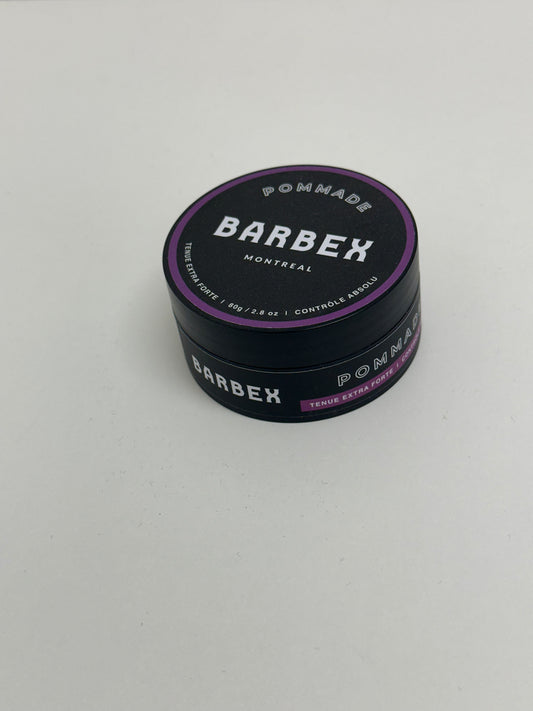 POMMADE
BARBEX
MONTREAL
TENUE EXTRA FORTE | 80g / 2.8 oz | CONTRÔLE ABSOLU
BARBEX
POMMAD
TENUE EXTRA FORTE |